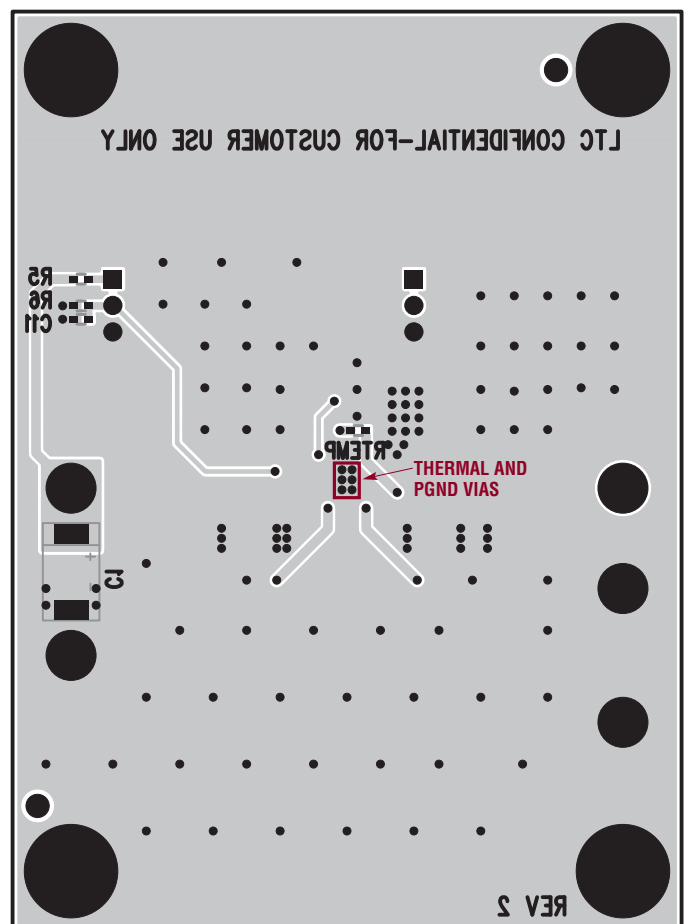 LTC CONFIDENTIAL-FOR CUSTOMER USE ONLY
R5
R6
C11
RTEMP
THERMAL AND
PGND VIAS
+
C1
REV 2